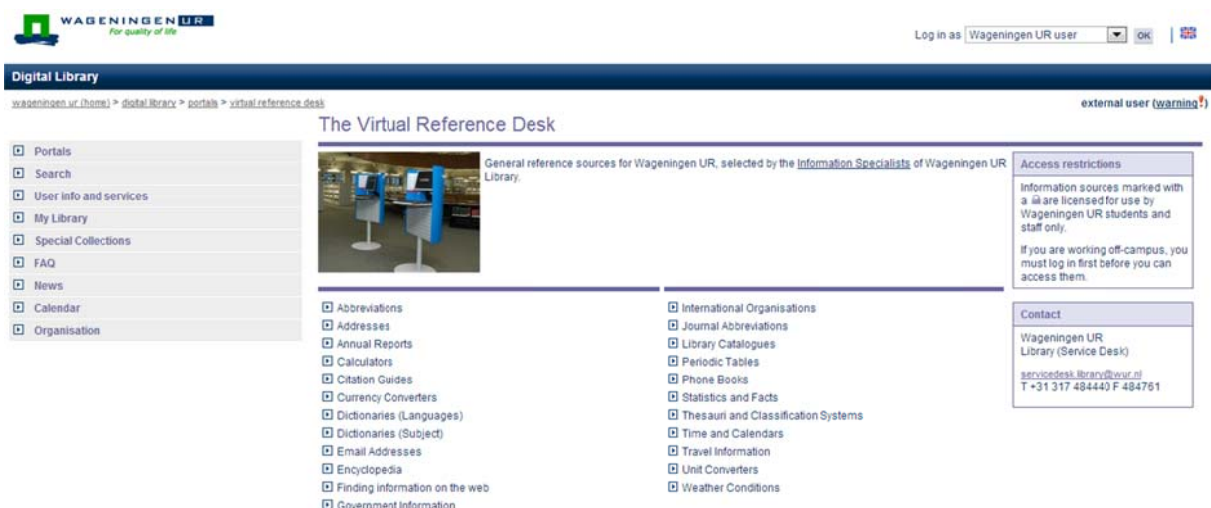 WAGENINGEN UR
For quality of life
Log in as Wageningen UR user OK
Digital Library
wageningen ur (home) > digital library > portals > virtual reference desk
external user (warning!)
The Virtual Reference Desk
Portals
Search
User info and services
My Library
Special Collections
FAQ
News
Calendar
Organisation
General reference sources for Wageningen UR, selected by the Information Specialists of Wageningen UR
Library.
Abbreviations
Addresses
Annual Reports
Calculators
Citation Guides
Currency Converters
Dictionaries (Languages)
Dictionaries (Subject)
Email Addresses
Encyclopedia
Finding information on the web
Government Information
International Organisations
Journal Abbreviations
Library Catalogues
Periodic Tables
Phone Books
Statistics and Facts
Thesauri and Classification Systems
Time and Calendars
Travel Information
Unit Converters
Weather Conditions
Access restrictions
Information sources marked with
a are licensed for use by
Wageningen UR students and
staff only.
If you are working off-campus, you
must log in first before you can
access them.
Contact
Wageningen UR
Library (Service Desk)
servicedesk.library@wur.nl
T +31 317 484440 F 484761